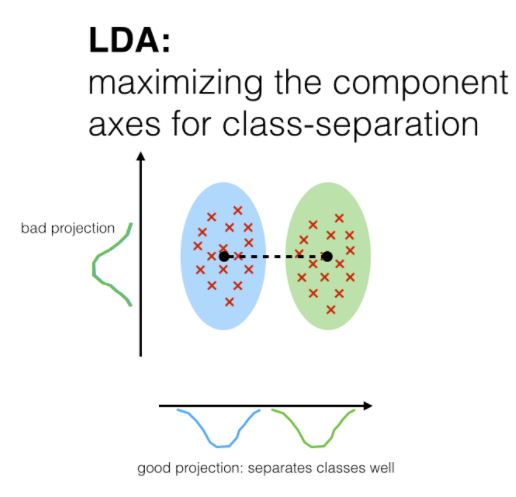 LDA:
maximizing the component
axes for class-separation
bad projection
good projection: separates classes well